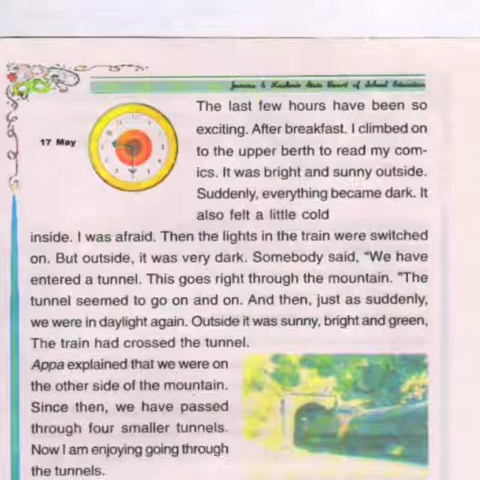 Jammu & Kashmir State Board of School Education
The last few hours have been so
exciting. After breakfast. I climbed on
17 May
to the upper berth to read my com-
ics. It was bright and sunny outside.
Suddenly, everything became dark. It
also felt a little cold
inside. I was afraid. Then the lights in the train were switched
on. But outside, it was very dark. Somebody said, "We have
entered a tunnel. This goes right through the mountain. "The
tunnel seemed to go on and on. And then, just as suddenly,
we were in daylight again. Outside it was sunny, bright and green,
The train had crossed the tunnel.
Appa explained that we were on
the other side of the mountain.
Since then, we have passed
through four smaller tunnels.
Now I am enjoying going through
the tunnels.